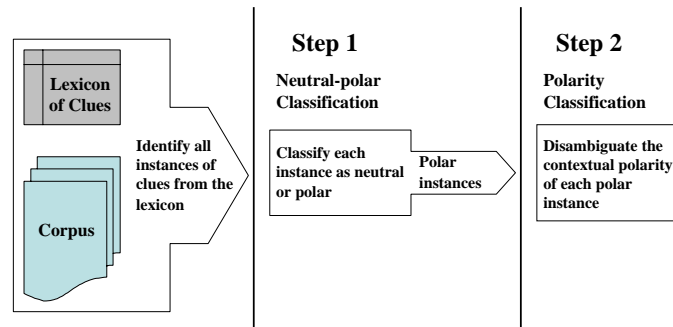 Lexicon
of Clues
Corpus
Identify all
instances of
clues from the
lexicon
Step 1
Neutral-polar
Classification
Classify each
instance as neutral
or polar
Polar
instances
Step 2
Polarity
Classification
Disambiguate the
contextual polarity
of each polar
instance